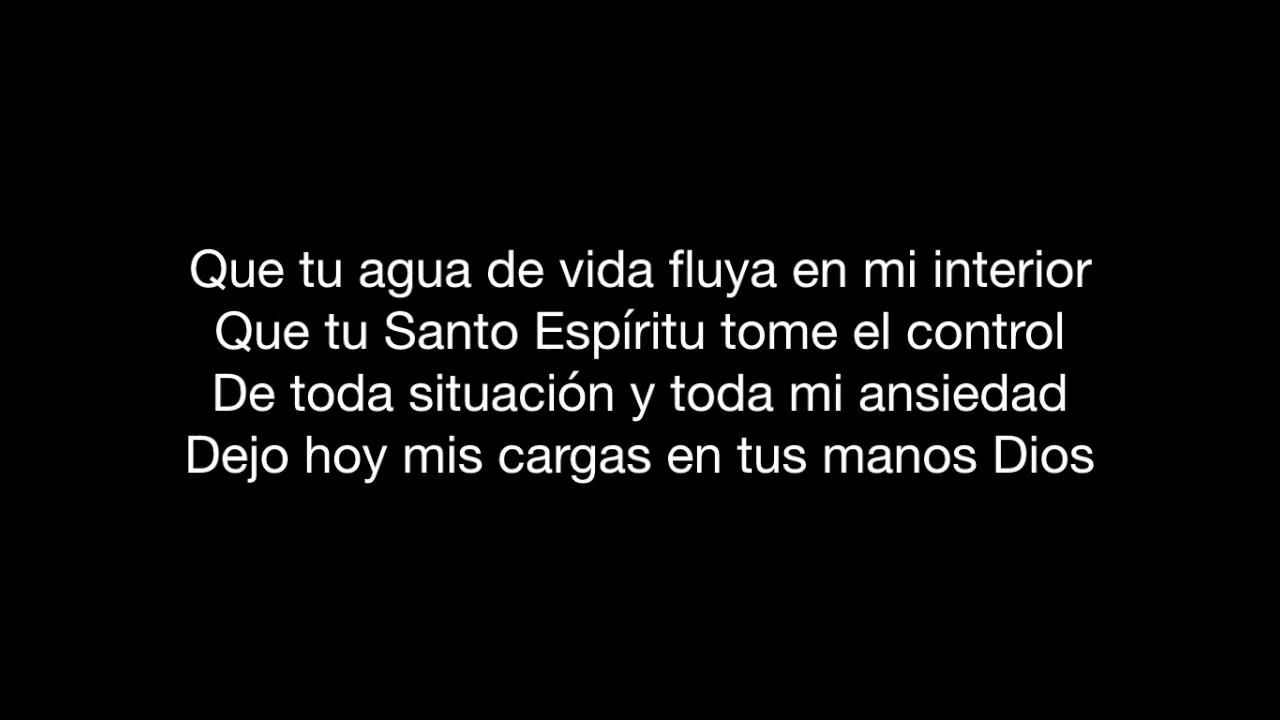 Que tu agua de vida fluya en mi interior
Que tu Santo Espíritu tome el control
De toda situación y toda mi ansiedad
Dejo hoy mis cargas en tus manos Dios